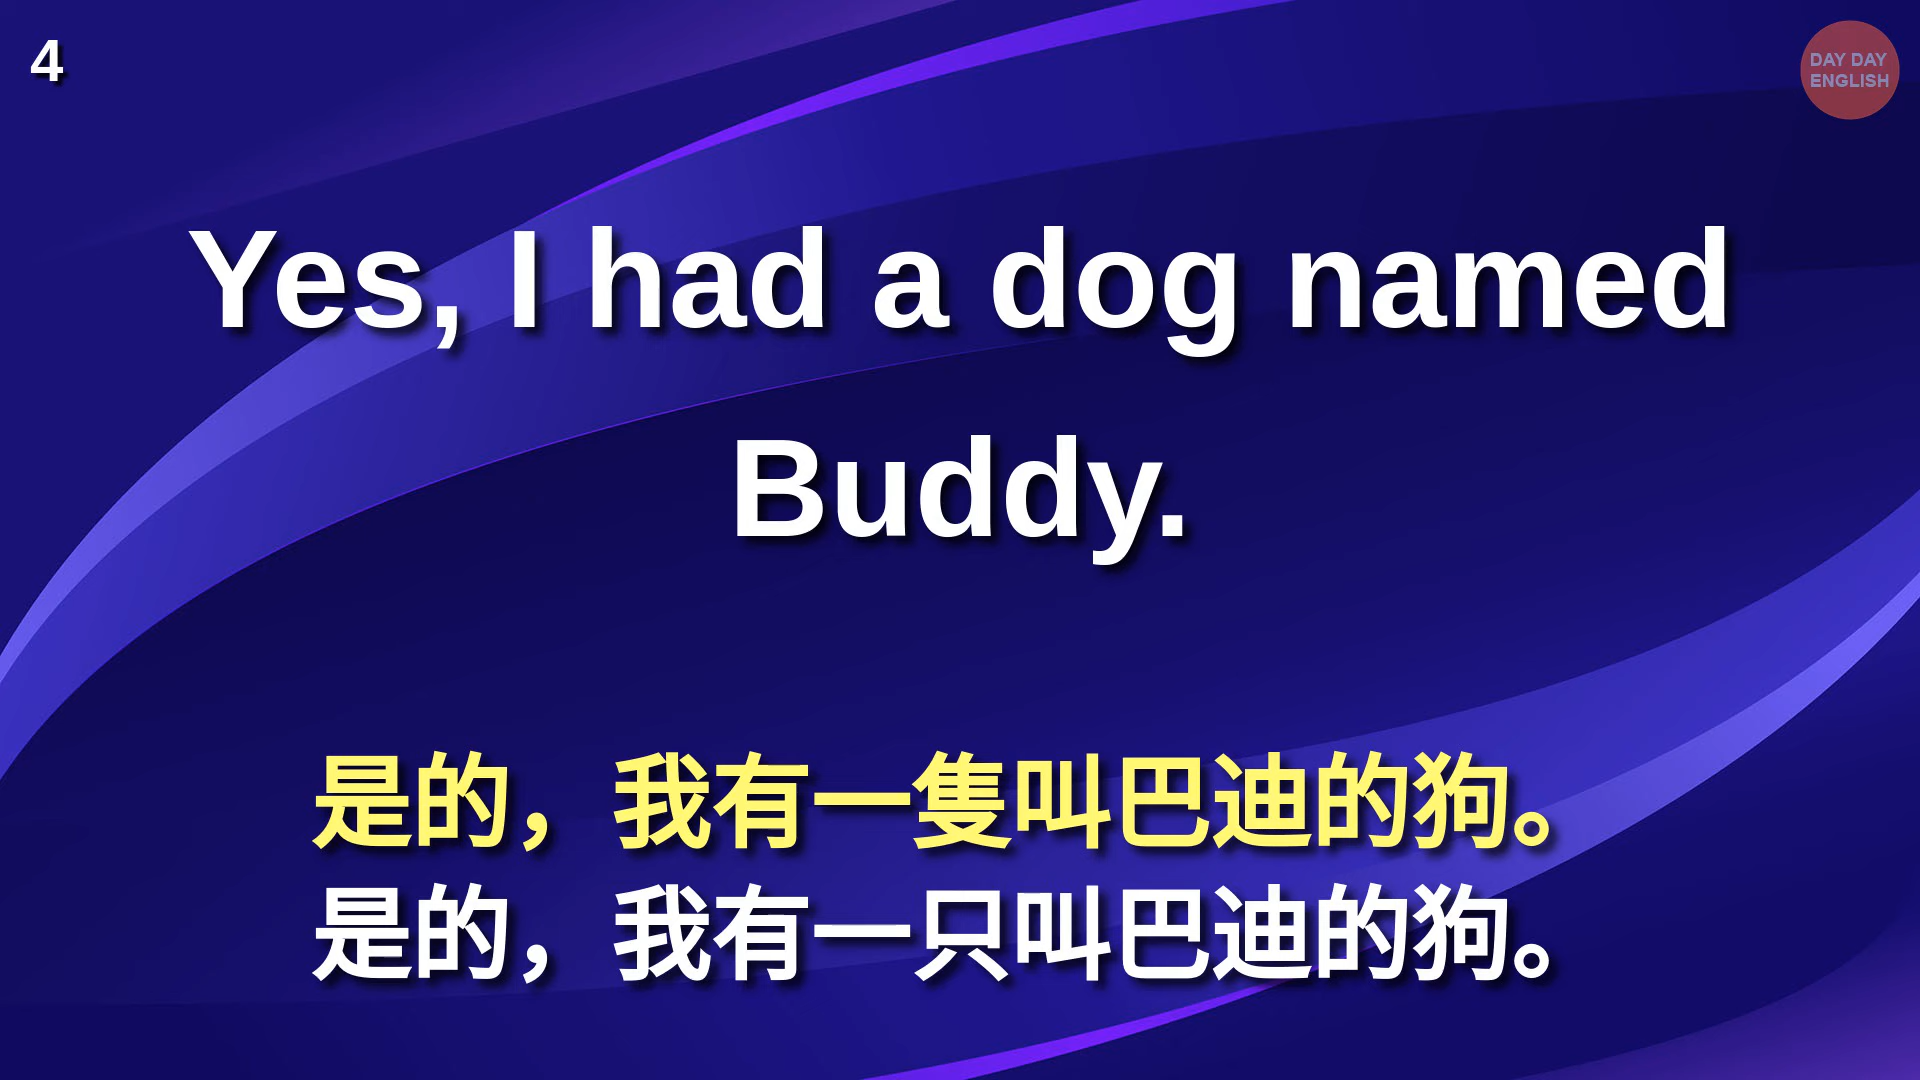 4
DAY DAY
ENGLISH
Yes, I had a dog named
Buddy.
是的，我有一隻叫巴迪的狗。
是的，我有一只叫巴迪的狗。